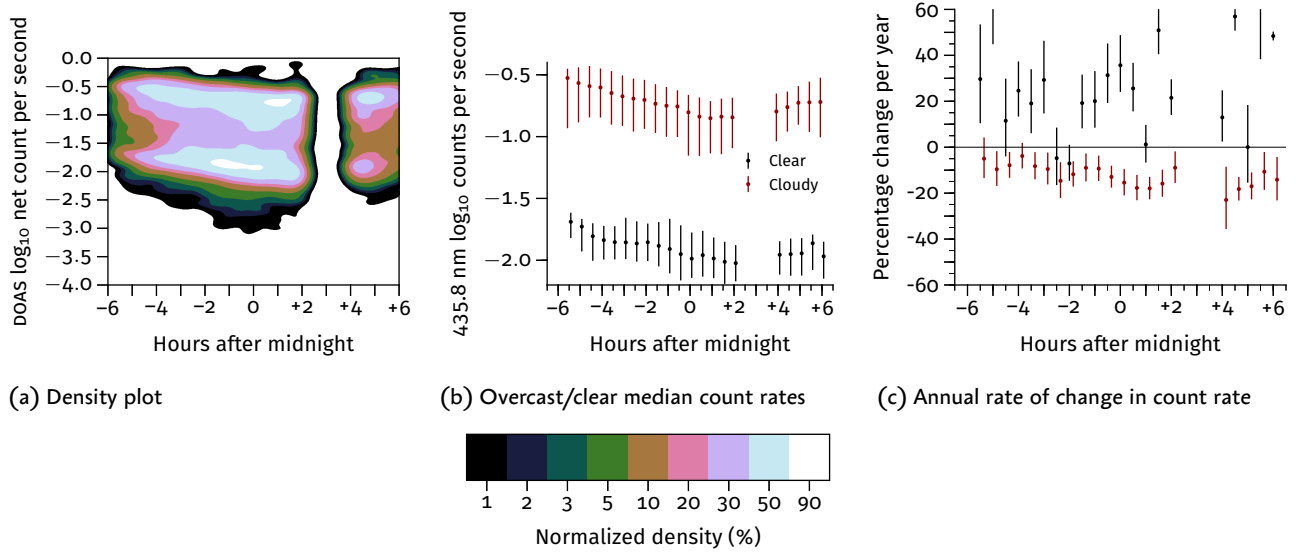 DOAS log₁₀ net count per second
0.0
−0.5
−1.0
−1.5
−2.0
−2.5
−3.0
−3.5
−4.0
−6 −4 −2 0 +2 +4 +6
Hours after midnight
(a) Density plot
435.8 nm log₁₀ counts per second
−0.5
−1.0
−1.5
−2.0
Clear
Cloudy
−6 −4 −2 0 +2 +4 +6
Hours after midnight
(b) Overcast/clear median count rates
Percentage change per year
60
40
20
0
-20
-40
-60
−6 −4 −2 0 +2 +4 +6
Hours after midnight
(c) Annual rate of change in count rate
1 2 3 5 10 20 30 50 90
Normalized density (%)